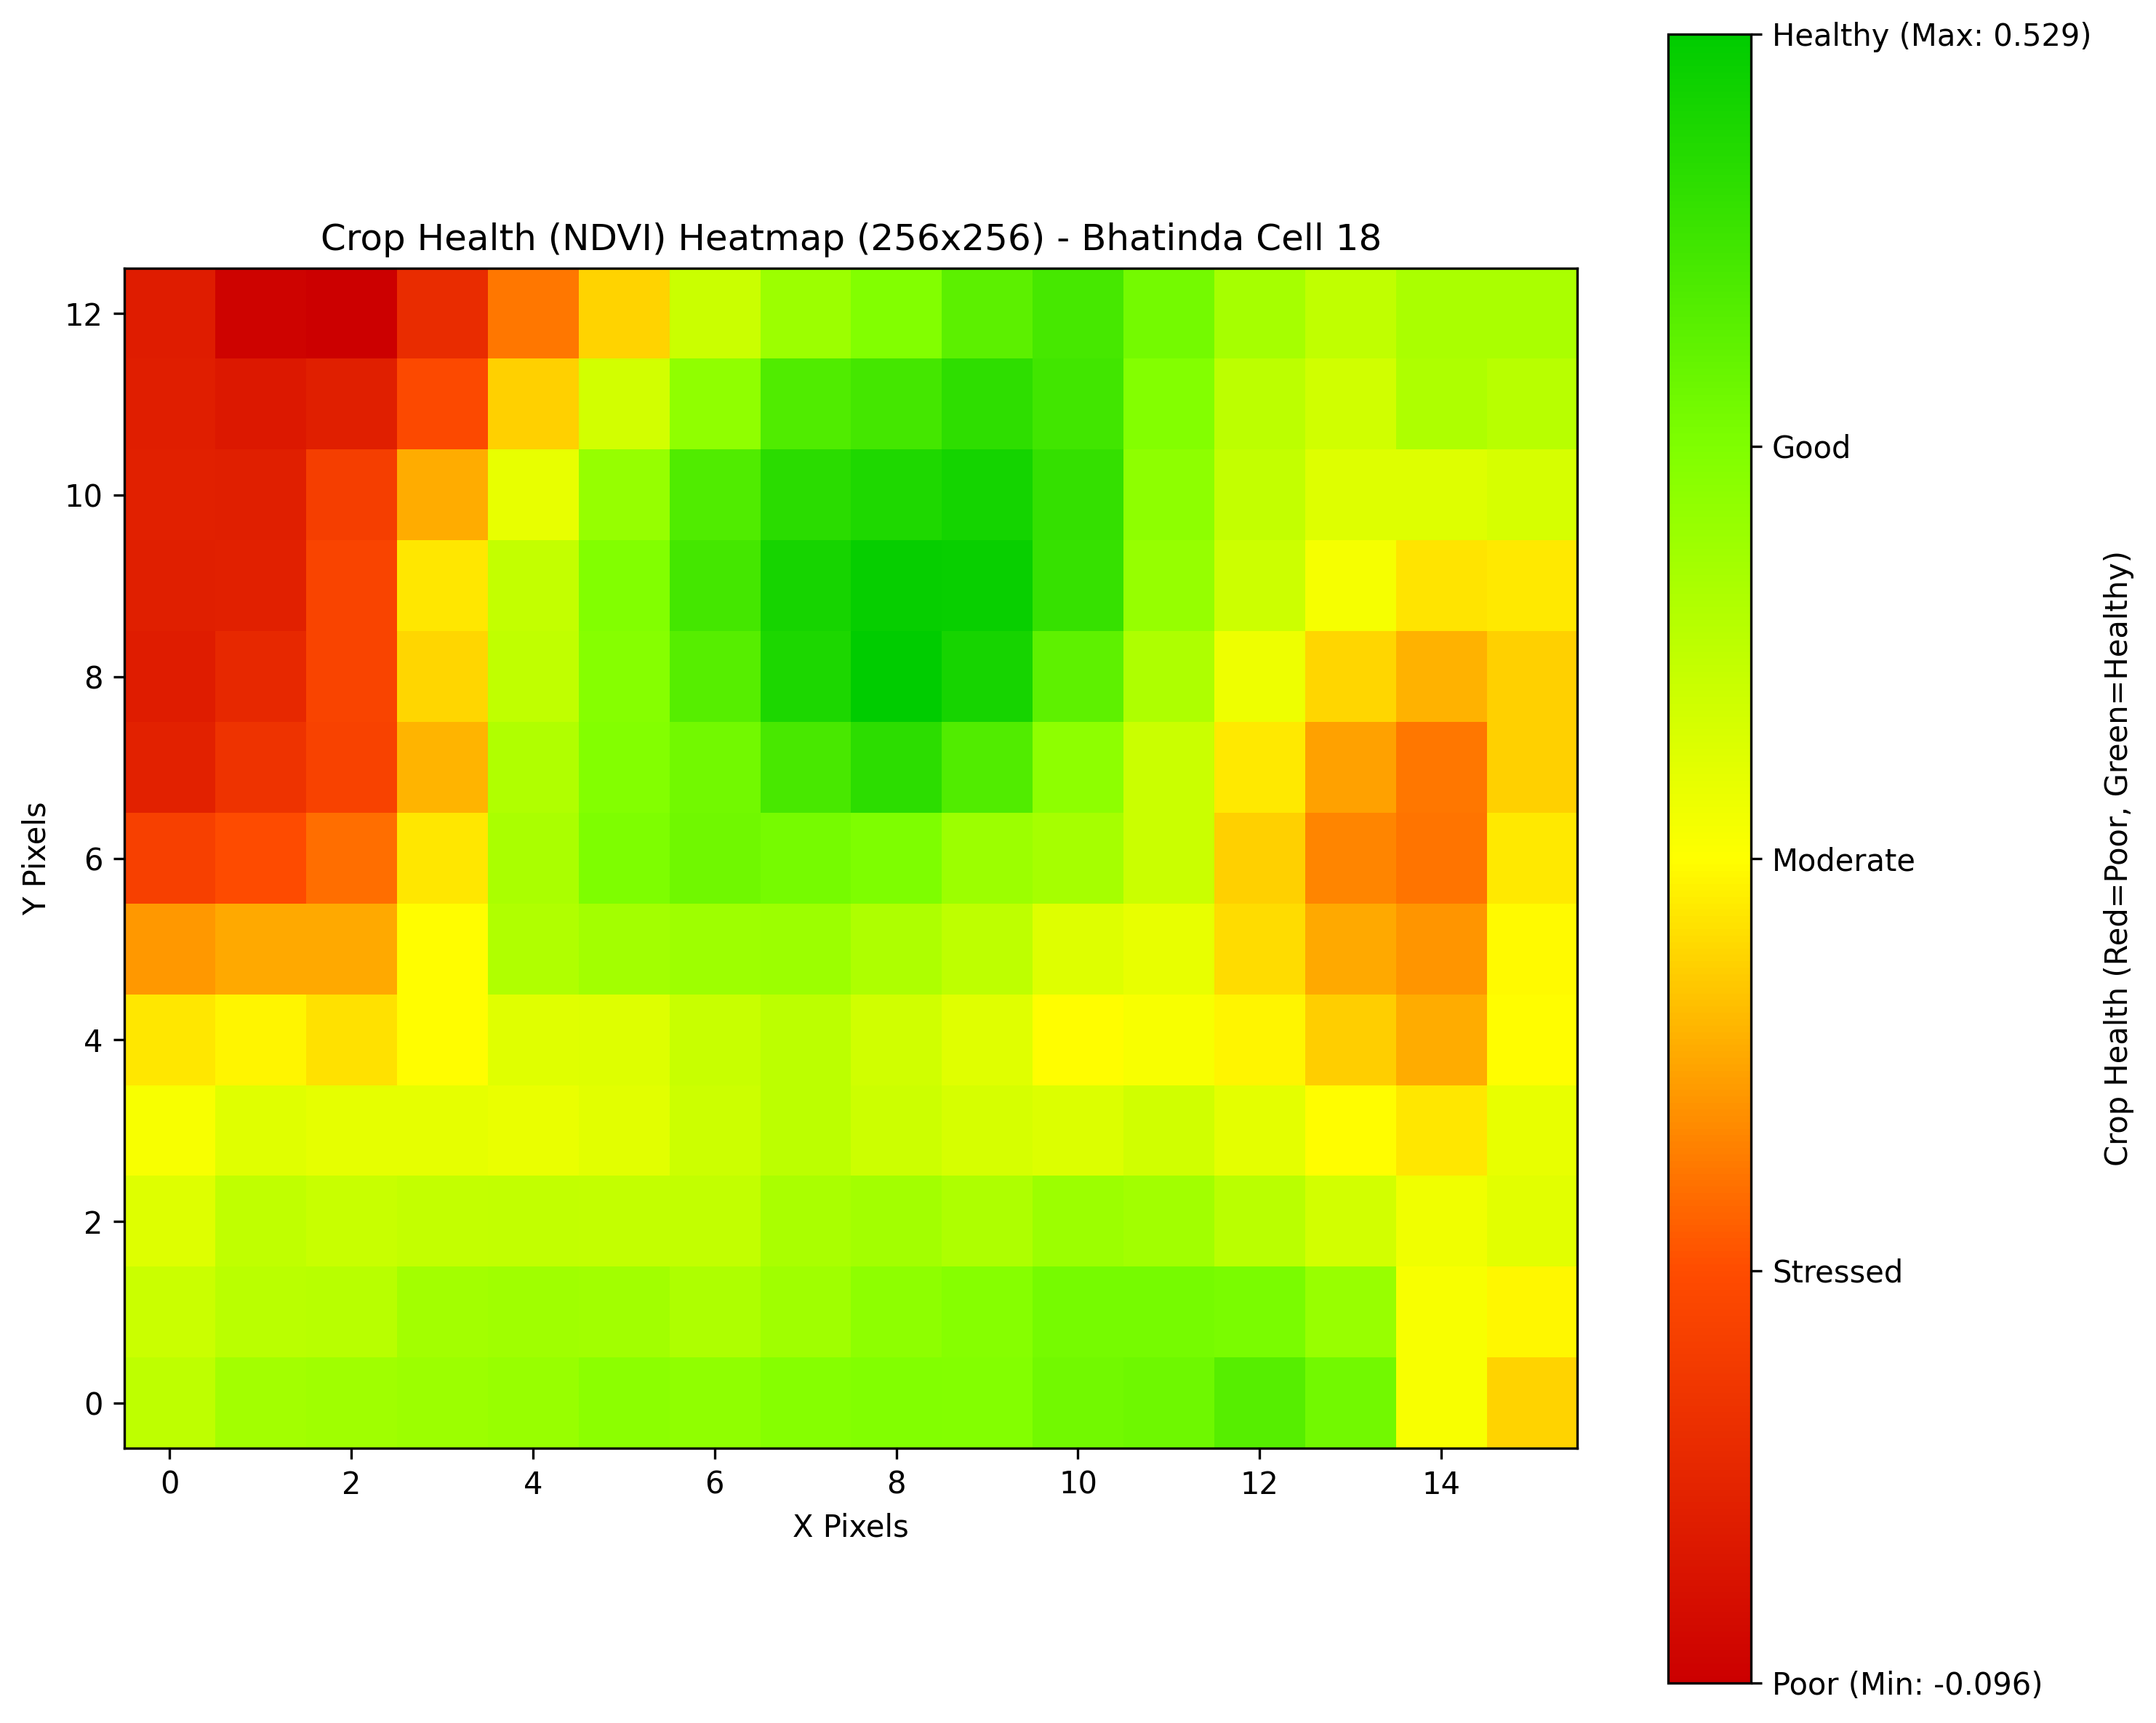 Crop Health (NDVI) Heatmap (256x256) - Bhatinda Cell 18
Y Pixels
12
10
8
6
4
2
0
0 2 4 6 8 10 12 14
X Pixels
Healthy (Max: 0.529)
Good
Moderate
Stressed
Poor (Min: -0.096)
Crop Health (Red=Poor, Green=Healthy)